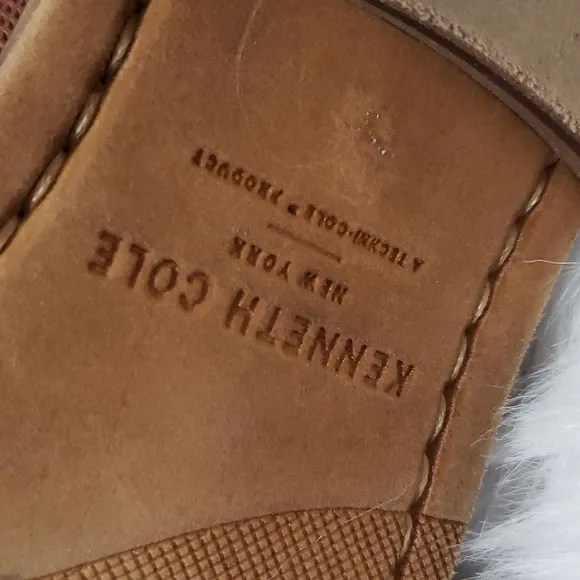 KENNETH COLE
NEW YORK
A TECHNI-COLE® PRODUCT